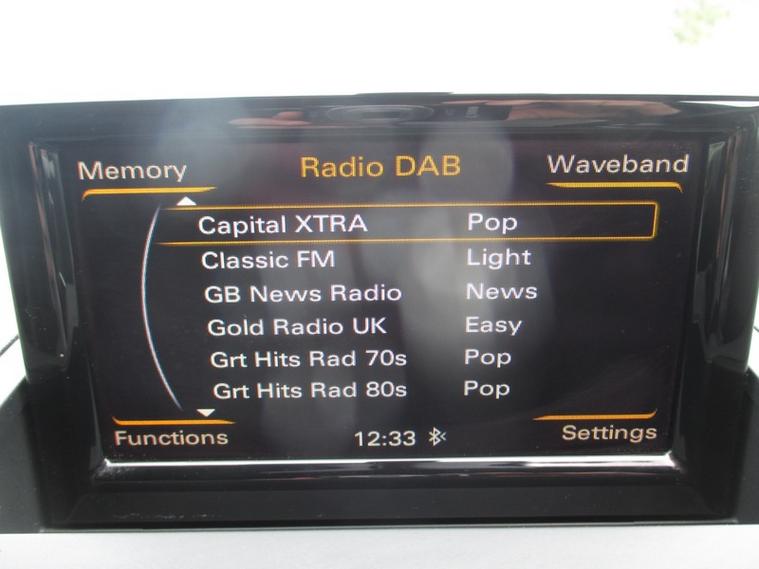 Memory Radio DAB Waveband
Capital XTRA Pop
Classic FM Light
GB News Radio News
Gold Radio UK Easy
Grt Hits Rad 70s Pop
Grt Hits Rad 80s Pop
Functions 12:33 Settings